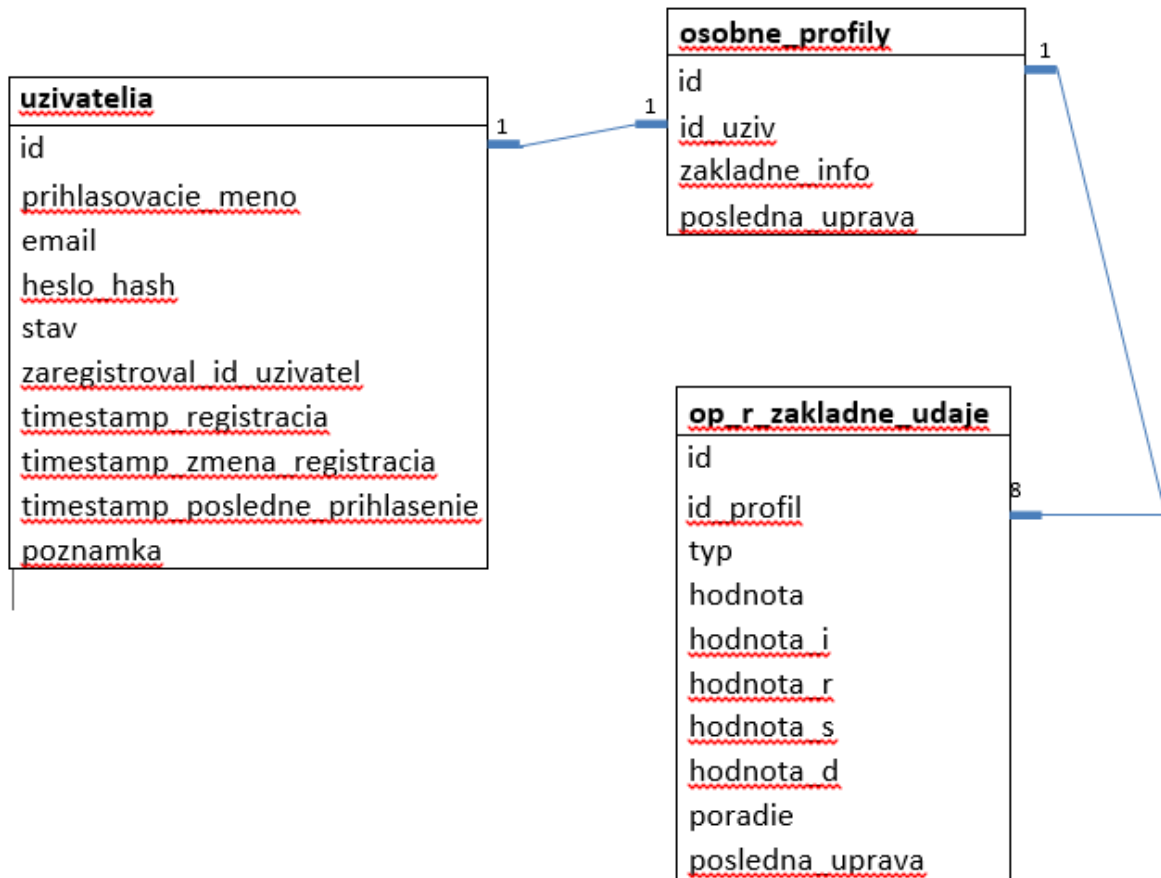 uzivatelia
id
prihlasovacie_meno
email
heslo_hash
stav
zaregistroval_id_uzivatel
timestamp_registracia
timestamp_zmena_registracia
timestamp_posledne_prihlasenie
poznamka
1
1
osobne_profily
id
id_uziv
zakladne_info
posledna_uprava
1
op_r_zakladne_udaje
id
id_profil
typ
hodnota
hodnota_i
hodnota_r
hodnota_s
hodnota_d
poradie
posledna_uprava
8